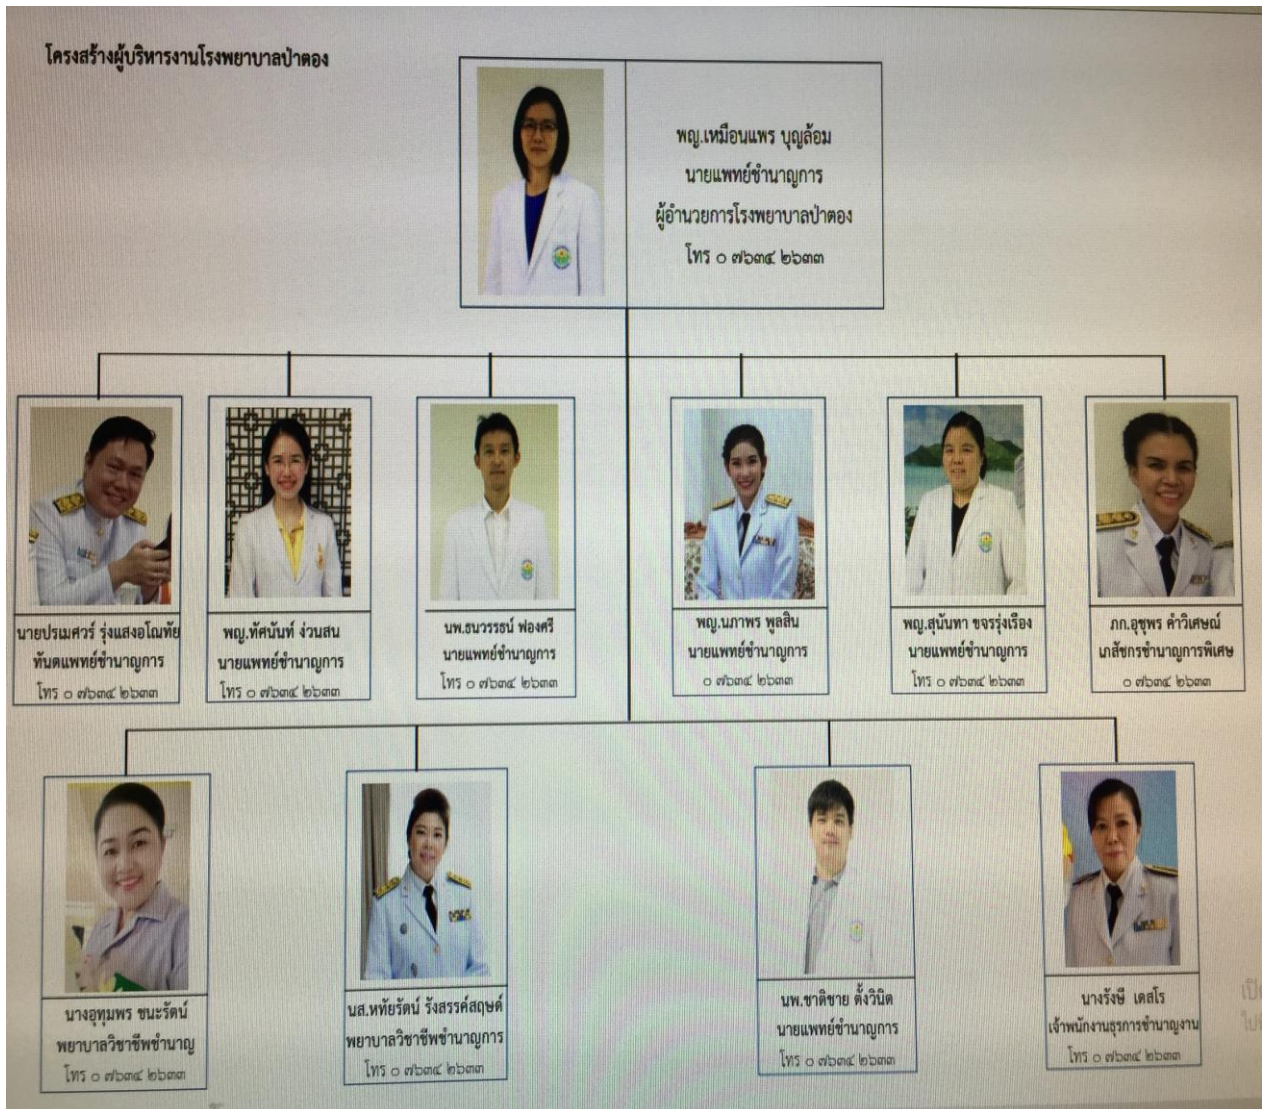 โครงสร้างผู้บริหารงานโรงพยาบาลป่าตอง
พญ.เหมือนแพร บุญล้อม
นายแพทย์ชำนาญการ
ผู้อำนวยการโรงพยาบาลป่าตอง
โทร ๐ ๗๖๓๔ ๒๖๓๓
นายปรเมศวร์ รุ่งแสงอโณทัย
ทันตแพทย์ชำนาญการ
โทร ๐ ๗๖๓๔ ๒๖๓๓
พญ.ทัศนันท์ ง่วนสน
นายแพทย์ชำนาญการ
โทร ๐ ๗๖๓๔ ๒๖๓๓
นพ.ธนวรรธน์ ฟองศรี
นายแพทย์ชำนาญการ
โทร ๐ ๗๖๓๔ ๒๖๓๓
พญ.นภาพร พูลสิน
นายแพทย์ชำนาญการ
๐ ๗๖๓๔ ๒๖๓๓
พญ.สุนันทา ขจรรุ่งเรือง
นายแพทย์ชำนาญการ
โทร ๐ ๗๖๓๔ ๒๖๓๓
ภก.อุชุพร คำวิเศษณ์
เภสัชกรชำนาญการพิเศษ
๐ ๗๖๓๔ ๒๖๓๓
นางอุทุมพร ชนะรัตน์
พยาบาลวิชาชีพชำนาญ
โทร ๐ ๗๖๓๔ ๒๖๓๓
นส.หทัยรัตน์ รังสรรค์สฤษด์
พยาบาลวิชาชีพชำนาญการ
โทร ๐ ๗๖๓๔ ๒๖๓๓
นพ.ชาติชาย ตั้งวินิต
นายแพทย์ชำนาญการ
โทร ๐ ๗๖๓๔ ๒๖๓๓
นางรังษี เดสโร
เจ้าพนักงานธุรการชำนาญงาน
โทร ๐ ๗๖๓๔ ๒๖๓๓